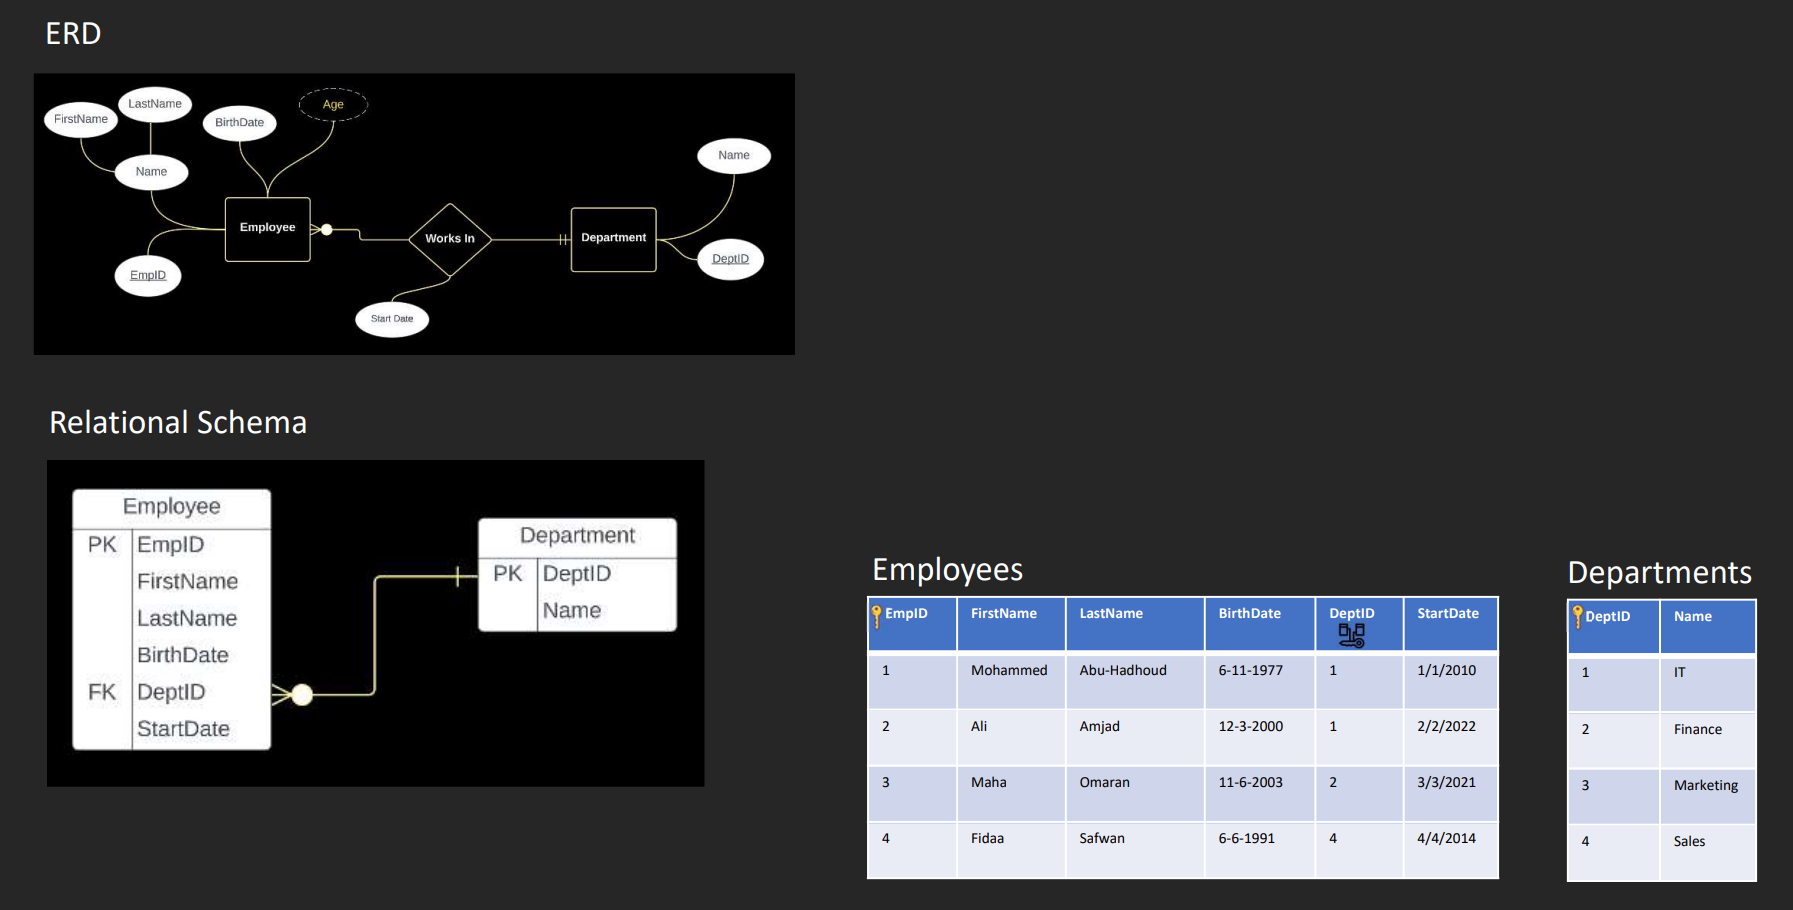 ERD
LastName
FirstName
Age
BirthDate
Name
Name
Employee
Works In
Department
EmpID
DeptID
Start Date
Relational Schema
Employee
PK EmpID
FirstName
LastName
BirthDate
FK DeptID
StartDate
Department
PK DeptID
Name
Employees
EmpID FirstName LastName BirthDate DeptID StartDate
1 Mohammed Abu-Hadhoud 6-11-1977 1 1/1/2010
2 Ali Amjad 12-3-2000 1 2/2/2022
3 Maha Omaran 11-6-2003 2 3/3/2021
4 Fidaa Safwan 6-6-1991 4 4/4/2014
Departments
DeptID Name
1 IT
2 Finance
3 Marketing
4 Sales